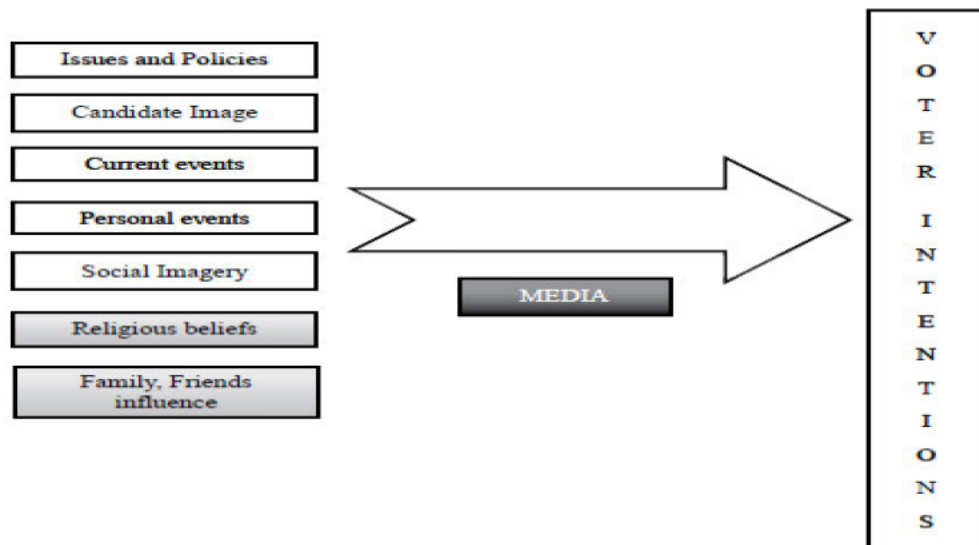 Issues and Policies
Candidate Image
Current events
Personal events
Social Imagery
Religious beliefs
Family, Friends
influence
MEDIA
V
O
T
E
R
I
N
T
E
N
T
I
O
N
S